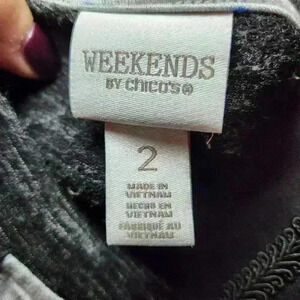 WEEKENDS
BY chico's®
2
MADE IN
VIETNAM
HECHO EN
VIETNAM
FABRIQUÉ AU
VIETNAM